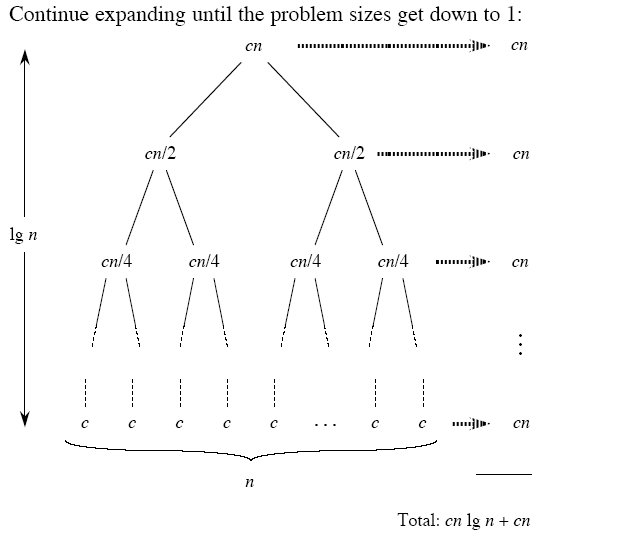 Continue expanding until the problem sizes get down to 1:
cn cn
cn/2 cn/2 cn
lg n
cn/4 cn/4 cn/4 cn/4 cn
⋮
c c c c c ... c c cn
n
Total: cn lg n + cn